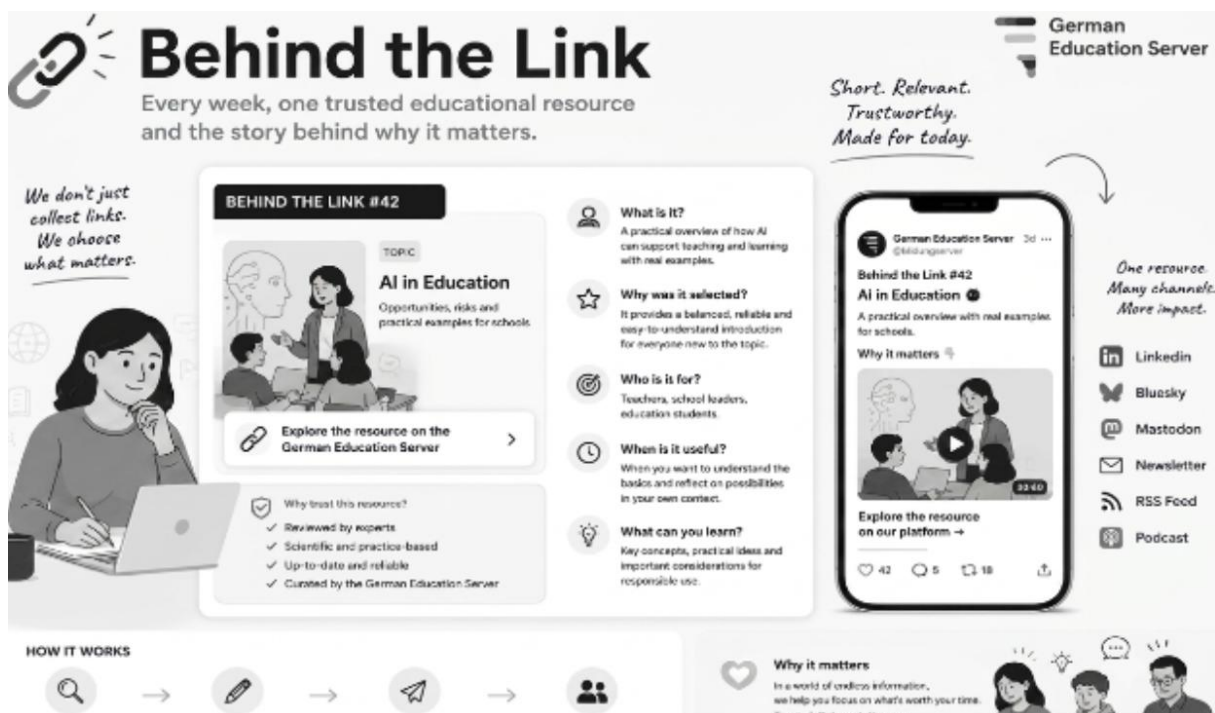 Behind the Link
Every week, one trusted educational resource
and the story behind why it matters.
German
Education Server
Short. Relevant.
Trustworthy.
Made for today.
We don't just
collect links.
We choose
what matters.
BEHIND THE LINK #42
TOPIC
AI in Education
Opportunities, risks and
practical examples for schools
Explore the resource on the
German Education Server
Why trust this resource?
Reviewed by experts
Scientific and practice-based
Up-to-date and reliable
Curated by the German Education Server
What is it?
A practical overview of how AI
can support teaching and learning
with real examples.
Why was it selected?
It provides a balanced, reliable and
easy-to-understand introduction
for everyone new to the topic.
Who is it for?
Teachers, school leaders,
education students.
When is it useful?
When you want to understand the
basics and reflect on possibilities
in your own context.
What can you learn?
Key concepts, practical ideas and
important considerations for
responsible use.
German Education Server 3d
@bildungsserver
Behind the Link #42
AI in Education
A practical overview with real examples
for schools.
Why it matters
Explore the resource
on our platform →
42 5 18
One resource.
Many channels.
More impact.
Linkedin
Bluesky
Mastodon
Newsletter
RSS Feed
Podcast
HOW IT WORKS
Why it matters
In a world of endless information,
we help you focus on what's worth your time.